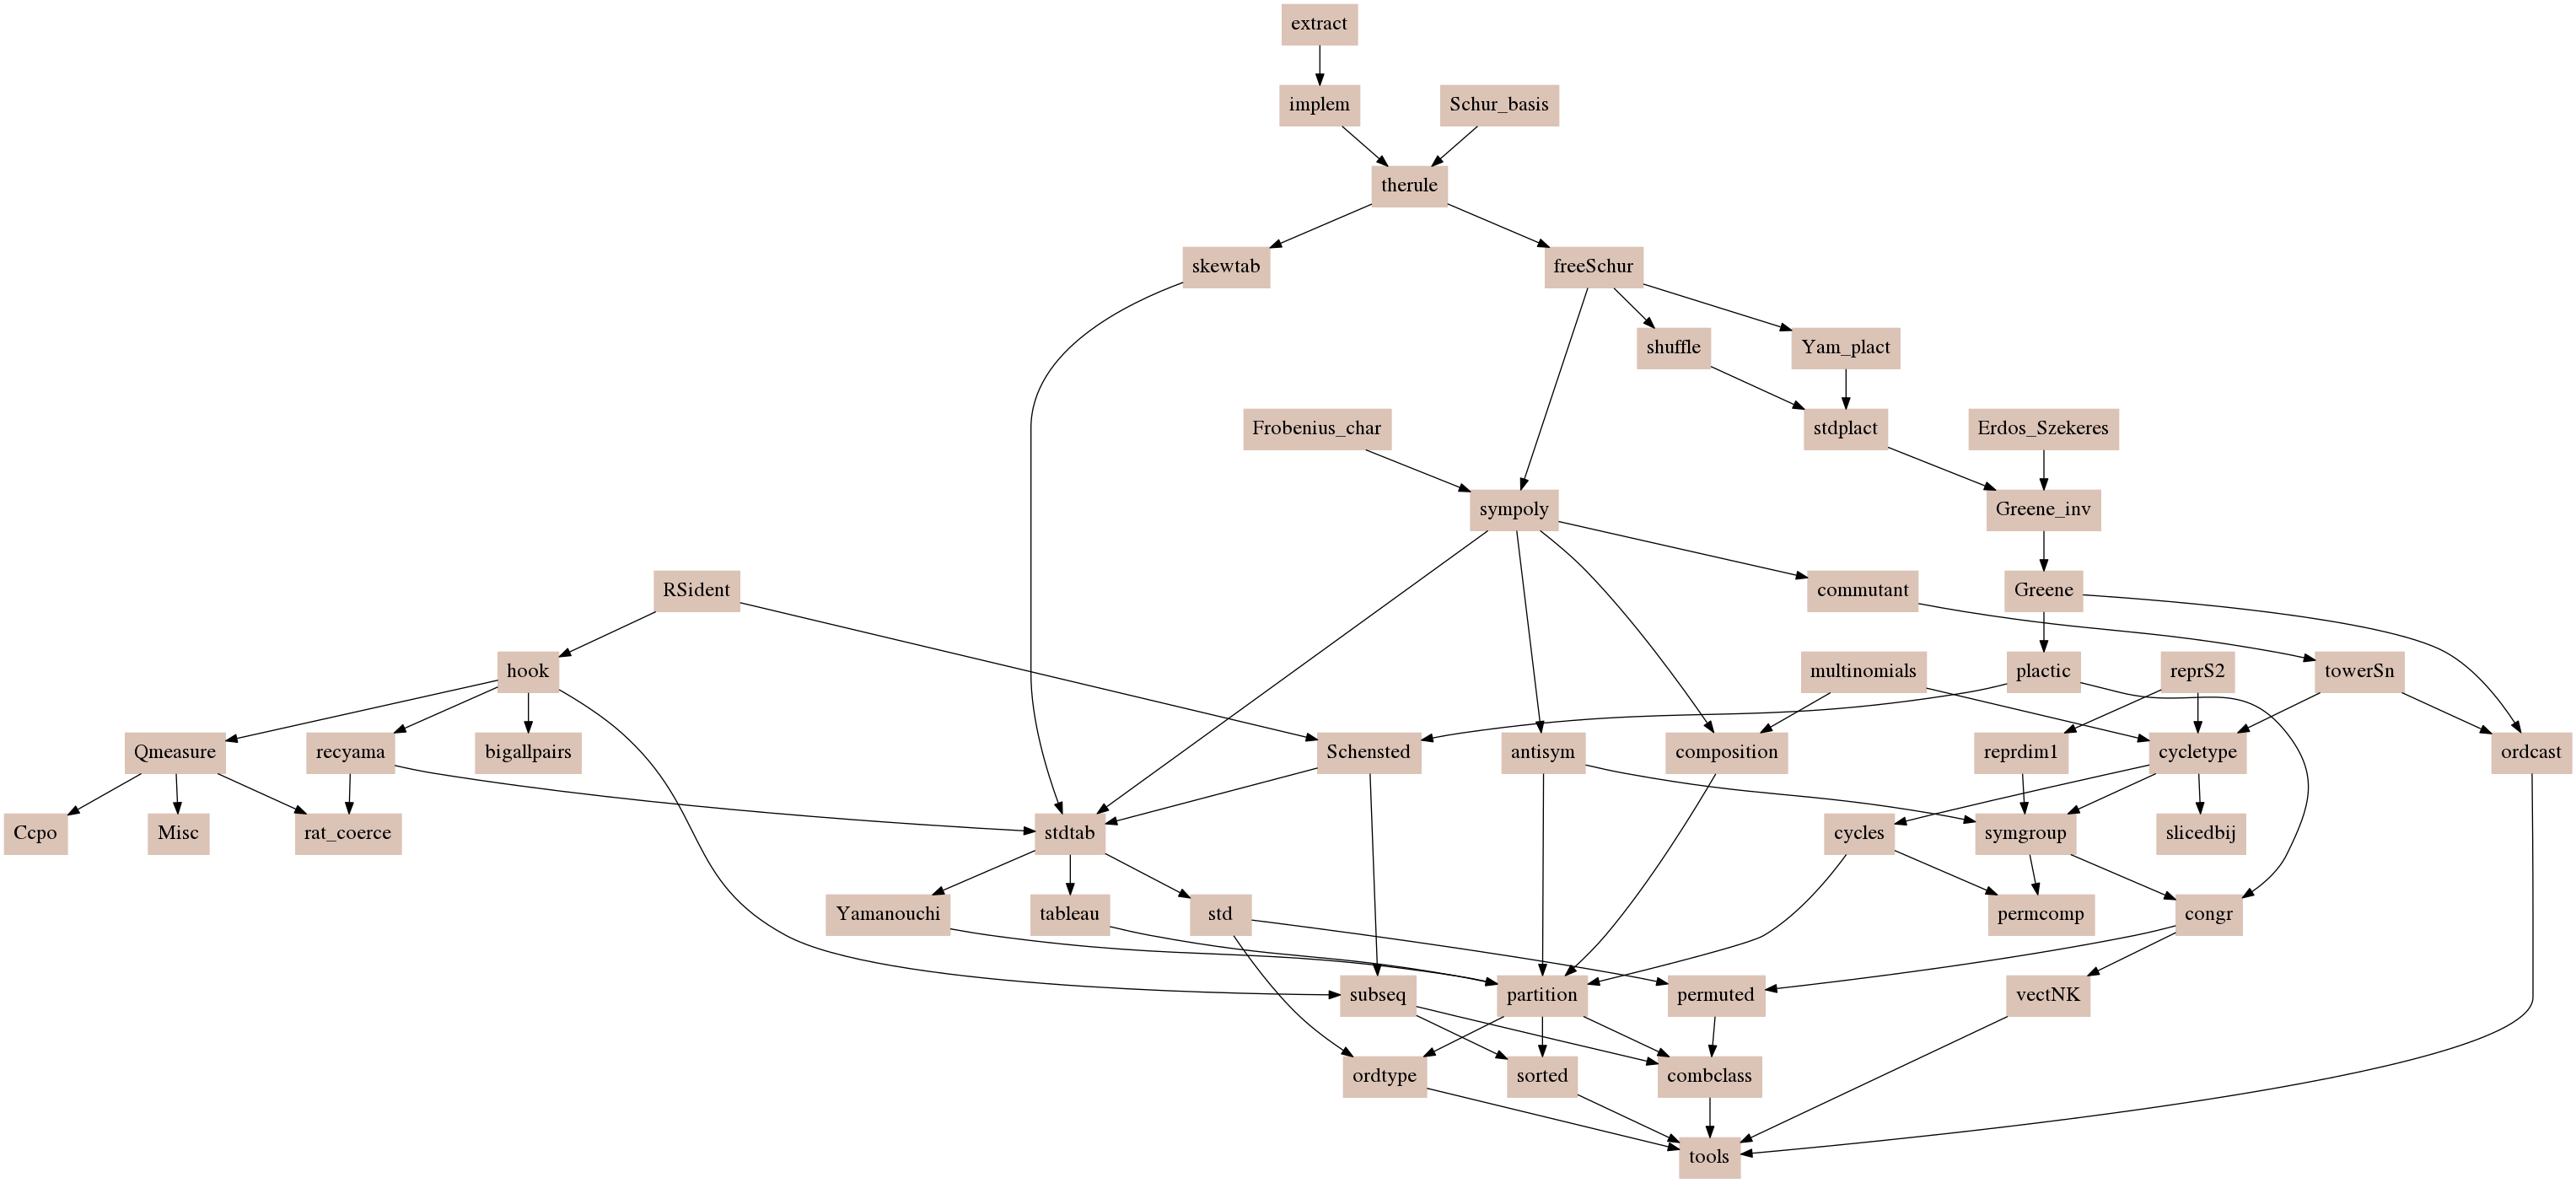 extract
implem
Schur_basis
therule
skewtab
freeSchur
shuffle
Yam_plact
Frobenius_char
stdplact
Erdos_Szekeres
sympoly
Greene_inv
RSident
commutant
Greene
hook
multinomials
plactic
reprS2
towerSn
Qmeasure
recyama
bigallpairs
Schensted
antisym
composition
reprdim1
cycletype
ordcast
Ccpo
Misc
rat_coerce
stdtab
cycles
symgroup
slicedbij
Yamanouchi
tableau
std
permcomp
congr
subseq
partition
permuted
vectNK
ordtype
sorted
combclass
tools